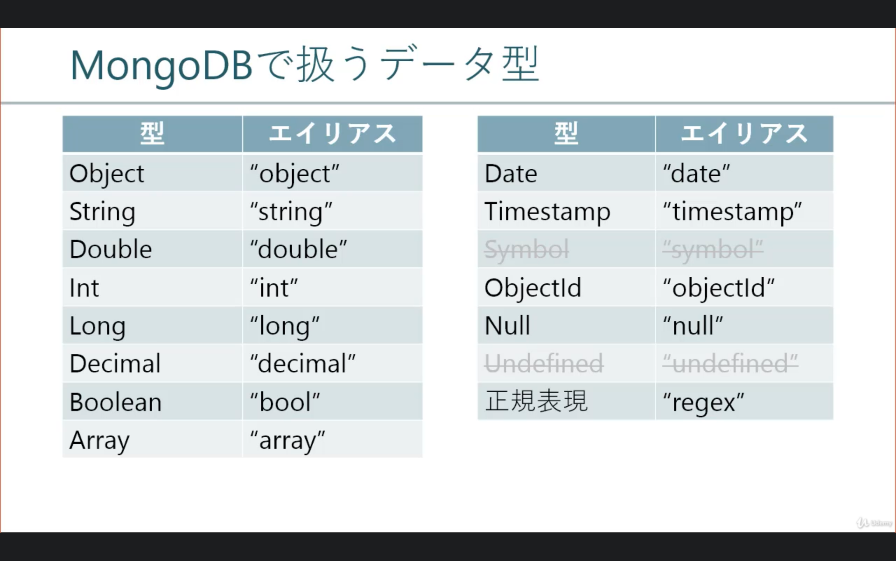 MongoDBで扱うデータ型
型 エイリアス
Object “object”
String “string”
Double “double”
Int “int”
Long “long”
Decimal “decimal”
Boolean “bool”
Array “array”
型 エイリアス
Date “date”
Timestamp “timestamp”
Symbol “symbol”
ObjectId “objectId”
Null “null”
Undefined “undefined”
正規表現 “regex”
Udemy